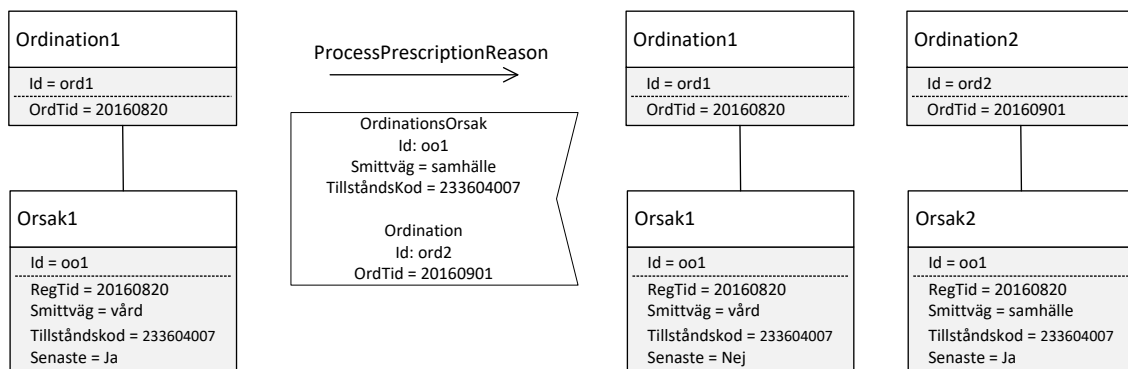 Ordination1
Id = ord1
OrdTid = 20160820
Orsak1
Id = oo1
RegTid = 20160820
Smittväg = vård
Tillståndskod = 233604007
Senaste = Ja
ProcessPrescriptionReason
OrdinationsOrsak
Id: oo1
Smittväg = samhälle
TillståndsKod = 233604007
Ordination
Id: ord2
OrdTid = 20160901
Ordination1
Id = ord1
OrdTid = 20160820
Orsak1
Id = oo1
RegTid = 20160820
Smittväg = vård
Tillståndskod = 233604007
Senaste = Nej
Ordination2
Id = ord2
OrdTid = 20160901
Orsak2
Id = oo1
RegTid = 20160820
Smittväg = samhälle
Tillståndskod = 233604007
Senaste = Ja